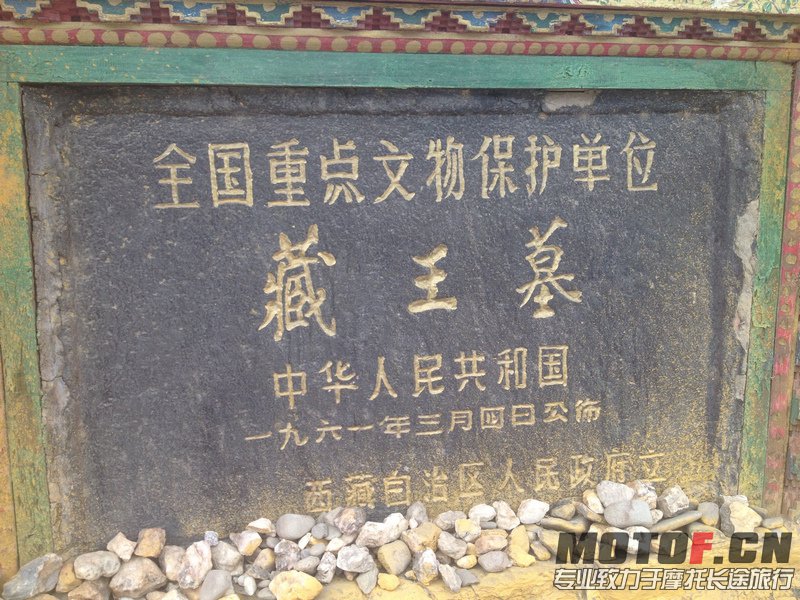 全国重点文物保护单位
藏王墓
中华人民共和国
一九六一年三月四日公佈
西藏自治区人民政府立
MOTOF.CN
专业致力于摩托长途旅行